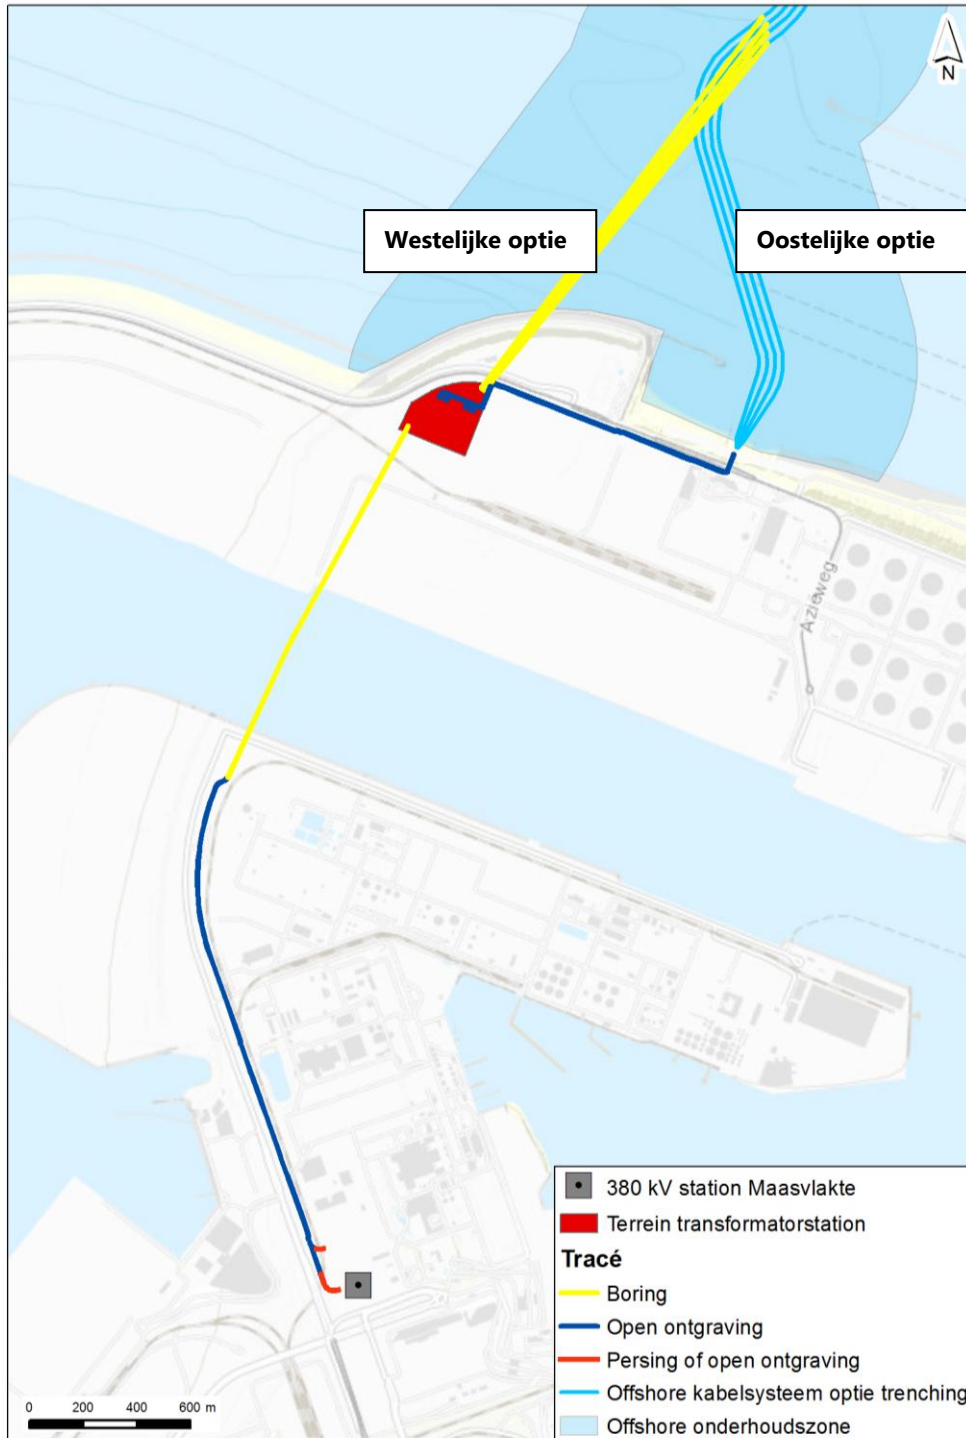 N
Westelijke optie
Oostelijke optie
Azieweg
380 kV station Maasvlakte
Terrein transformatorstation
Tracé
Boring
Open ontgraving
Persing of open ontgraving
Offshore kabelsysteem optie trenching
Offshore onderhoudszone
0 200 400 600 m